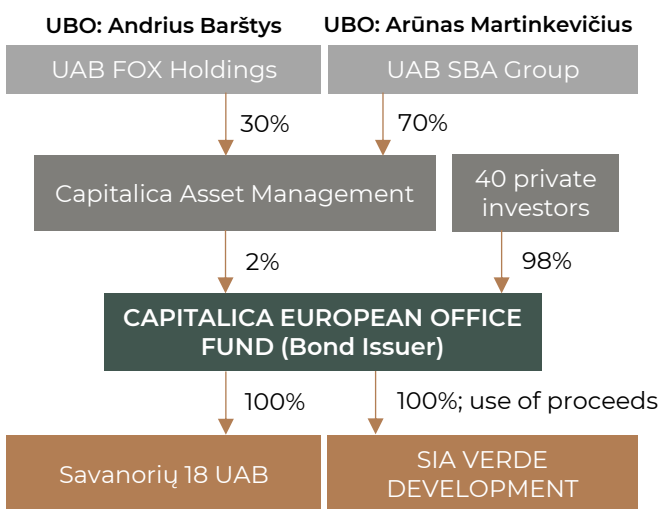 UBO: Andrius Barštys
UBO: Arūnas Martinkevičius
UAB FOX Holdings
UAB SBA Group
30%
70%
Capitalica Asset Management
40 private
investors
2%
98%
CAPITALICA EUROPEAN OFFICE
FUND (Bond Issuer)
100%
100%; use of proceeds
Savanorių 18 UAB
SIA VERDE
DEVELOPMENT